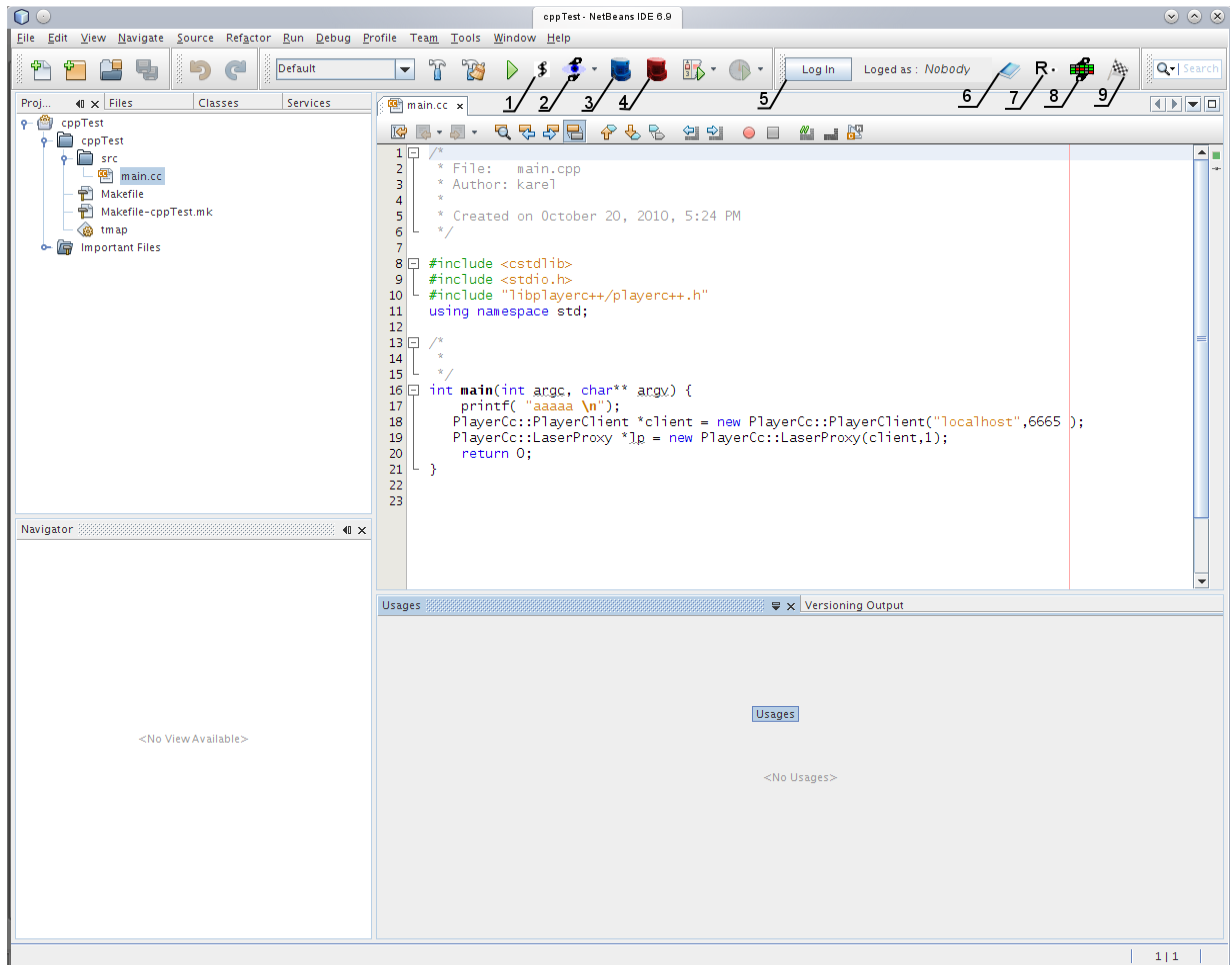 cppTest - NetBeans IDE 6.9
File Edit View Navigate Source Refactor Run Debug Profile Team Tools Window Help
Default
$
Log In
Loged as : Nobody
R.
Search
1 2 3 4 5 6 7 8 9
Proj... Files Classes Services
cppTest
cppTest
src
main.cc
Makefile
Makefile-cppTest.mk
tmap
Important Files
main.cc
1 /*
2 * File: main.cpp
3 * Author: karel
4 *
5 * Created on October 20, 2010, 5:24 PM
6 */
7
8 #include <cstdlib>
9 #include <stdio.h>
10 #include "libplayerc++/playerc++.h"
11 using namespace std;
12
13 /*
14 *
15 */
16 int main(int argc, char** argv) {
17 printf( "aaaaa \n");
18 PlayerCc::PlayerClient *client = new PlayerCc::PlayerClient("localhost",6665 );
19 PlayerCc::LaserProxy *lp = new PlayerCc::LaserProxy(client,1);
20 return 0;
21 }
22
23
Navigator
<No View Available>
Usages
Versioning Output
Usages
<No Usages>
1 | 1